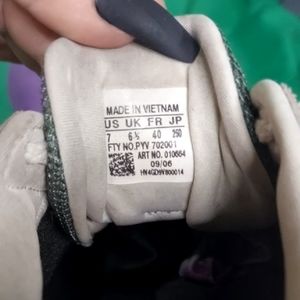 MADE IN VIETNAM
US UK FR JP
7 6½ 40 250
FTY NO.PYV 702001
ART NO. 010664
09/06